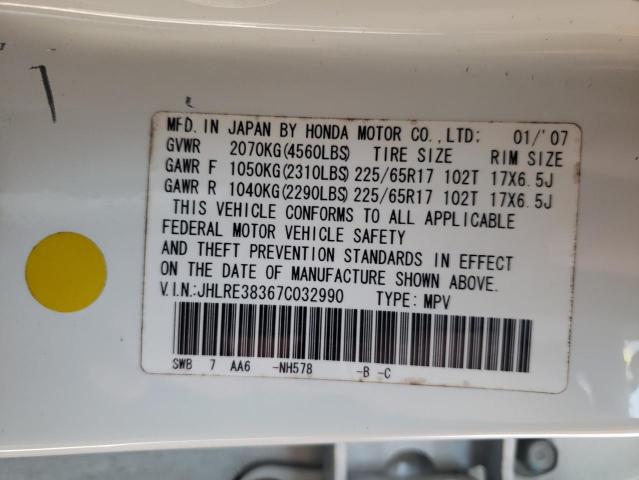 MFD. IN JAPAN BY HONDA MOTOR CO., LTD: 01/'07
GVWR 2070KG(4560LBS) TIRE SIZE RIM SIZE
GAWR F 1050KG(2310LBS) 225/65R17 102T 17X6.5J
GAWR R 1040KG(2290LBS) 225/65R17 102T 17X6.5J
THIS VEHICLE CONFORMS TO ALL APPLICABLE
FEDERAL MOTOR VEHICLE SAFETY
AND THEFT PREVENTION STANDARDS IN EFFECT
ON THE DATE OF MANUFACTURE SHOWN ABOVE.
V.I.N.:JHLRE38367C032990 TYPE: MPV
SWB 7 AA6 -NH578 -B -C